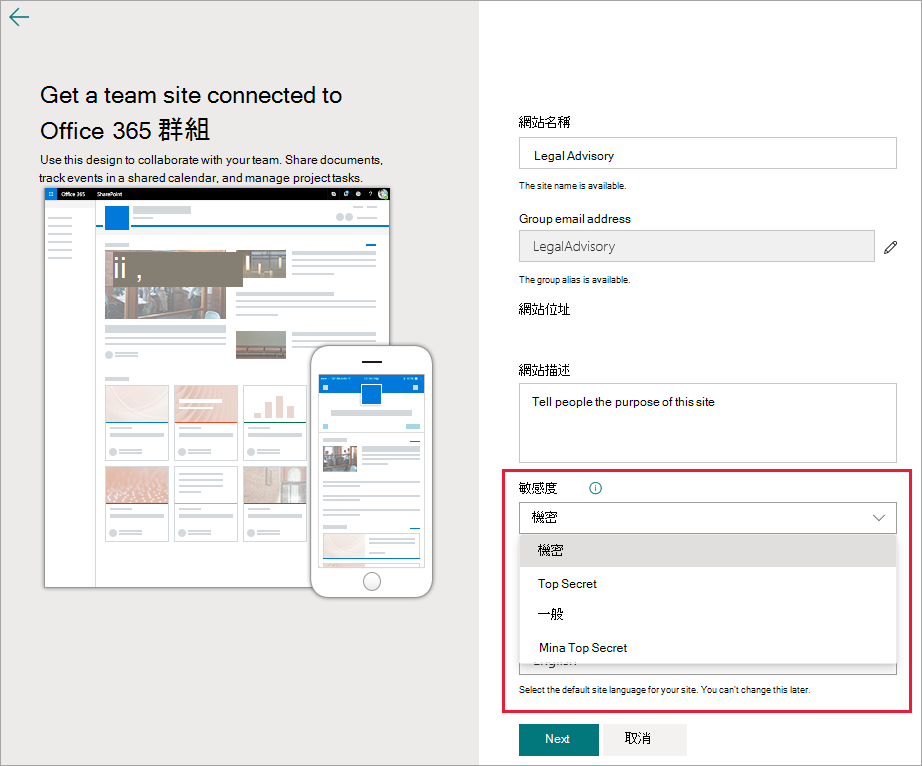 Get a team site connected to
Office 365 群組
Use this design to collaborate with your team. Share documents,
track events in a shared calendar, and manage project tasks.
Office 365 SharePoint ?
ii ,
網站名稱
Legal Advisory
The site name is available.
Group email address
LegalAdvisory
The group alias is available.
網站位址
網站描述
Tell people the purpose of this site
敏感度
機密
機密
Top Secret
一般
Mina Top Secret
English
Select the default site language for your site. You can't change this later.
Next 取消